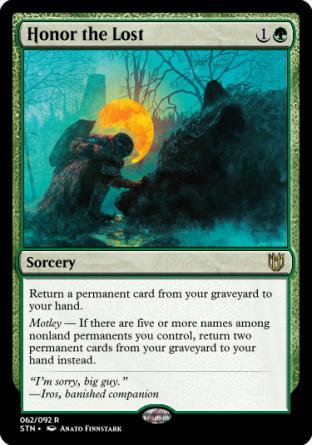 Honor the Lost 1
Sorcery
Return a permanent card from your graveyard to
your hand.
Motley — If there are five or more names among
nonland permanents you control, return two
permanent cards from your graveyard to your
hand instead.
“I’m sorry, big guy.”
—Iros, banished companion
062/092 R
STN • Anato Finnstark